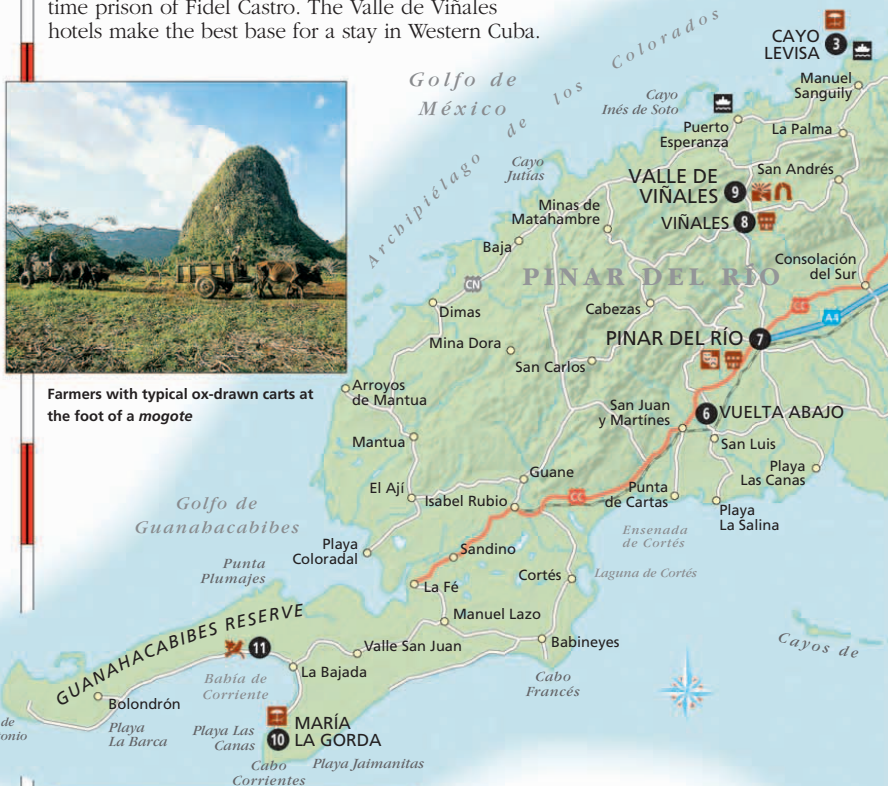 time prison of Fidel Castro. The Valle de Viñales
hotels make the best base for a stay in Western Cuba.
Farmers with typical ox-drawn carts at
the foot of a mogote
Golfo de
México
Archipiélago de los Colorados
CAYO
LEVISA
3
Manuel
Sanguily
Cayo
Inés de Soto
Puerto
Esperanza
La Palma
Cayo
Jutías
VALLE DE
VIÑALES
9
San Andrés
Minas de
Matahambre
VIÑALES
8
Baja
Consolación
del Sur
PINAR DEL RÍO
CN
CC
A4
Dimas
Cabezas
Mina Dora
PINAR DEL RÍO
7
San Carlos
Arroyos
de Mantua
San Juan
y Martínes
6
VUELTA ABAJO
Mantua
San Luis
Playa
Las Canas
Guane
El Ají
Isabel Rubio
CC
Punta
de Cartas
Playa
La Salina
Golfo de
Guanahacabibes
Ensenada
de Cortés
Playa
Coloradal
Sandino
Punta
Plumajes
La Fé
Cortés
Laguna de Cortés
Manuel Lazo
GUANAHACABIBES RESERVE
11
Valle San Juan
Babineyes
Cayos de
La Bajada
Bahía de
Corriente
Cabo
Francés
Bolondrón
de
onio
Playa
La Barca
Playa Las
Canas
10
MARÍA
LA GORDA
Cabo
Corrientes
Playa Jaimanitas